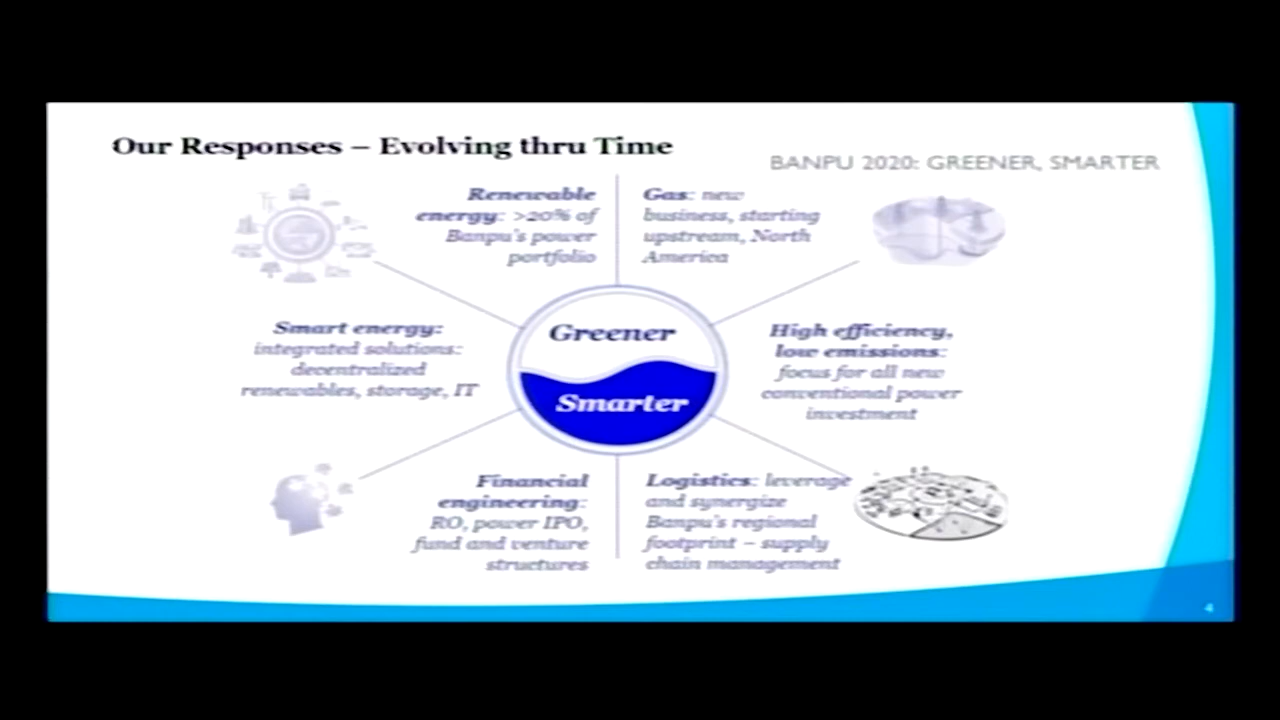 Our Responses – Evolving thru Time
BANPU 2020: GREENER, SMARTER
Renewable
energy: >20% of
Banpu's power
portfolio
Gas: new
business, starting
upstream, North
America
Smart energy:
integrated solutions:
decentralized
renewables, storage, IT
Greener
Smarter
High efficiency,
low emissions:
focus for all new
conventional power
investment
Financial
engineering:
RO, power IPO,
fund and venture
structures
Logistics: leverage
and synergize
Banpu's regional
footprint – supply
chain management
4